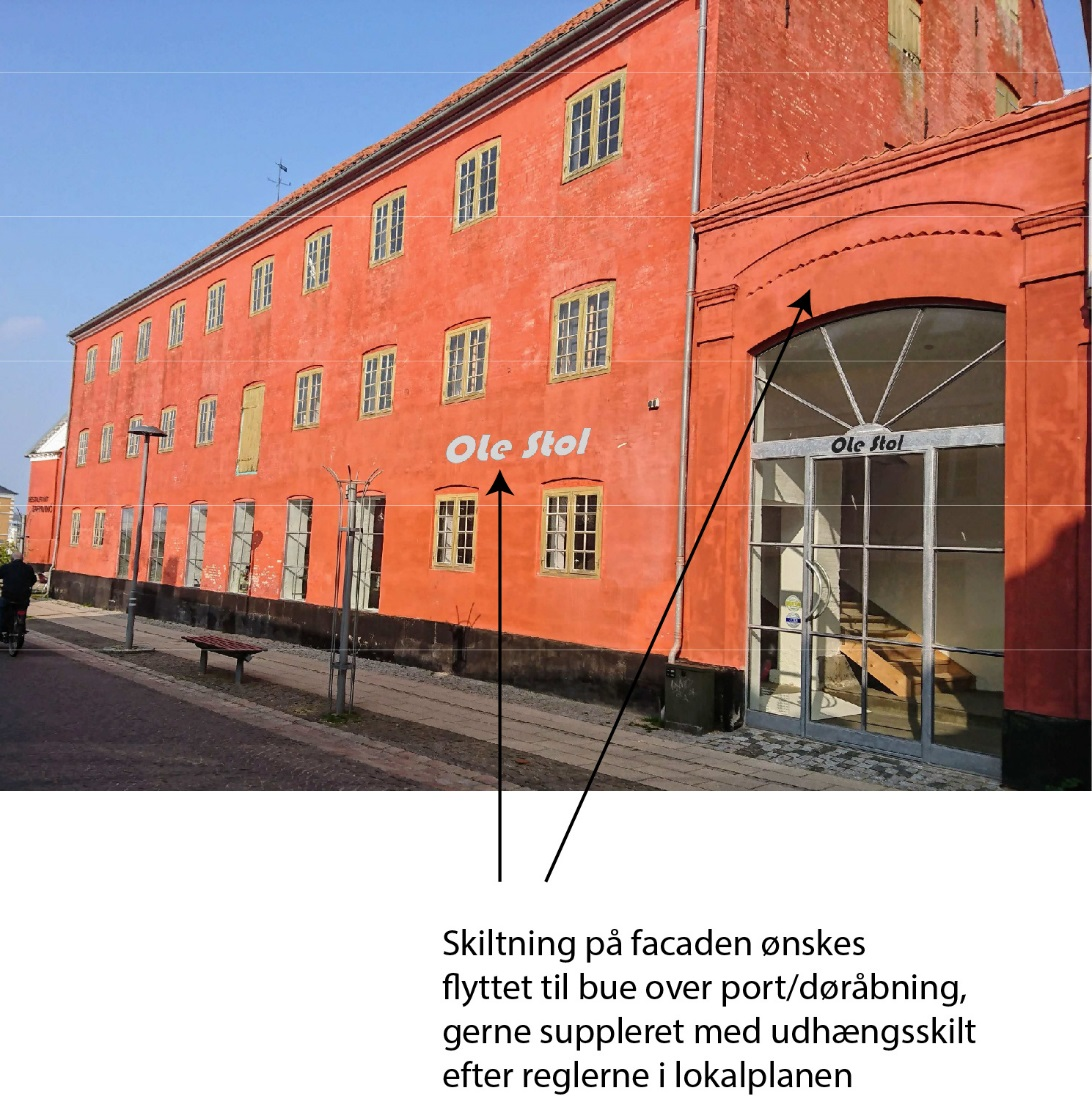 Ole Stol
Ole Stol
Skiltning på facaden ønskes
flyttet til bue over port/døråbning,
gerne suppleret med udhængsskilt
efter reglerne i lokalplanen